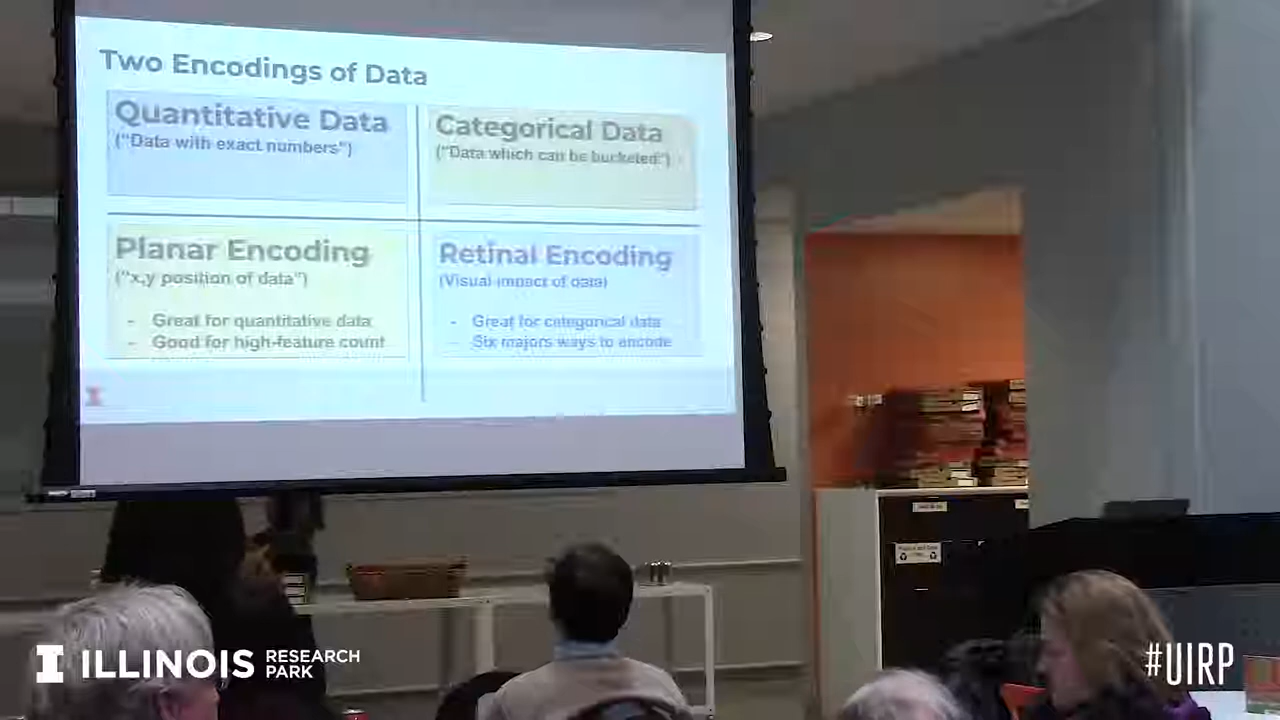 Two Encodings of Data
Quantitative Data
("Data with exact numbers")
Categorical Data
("Data which can be bucketed")
Planar Encoding
("x,y position of data")
- Great for quantitative data
- Good for high-feature count
Retinal Encoding
(Visual impact of data)
- Great for categorical data
- Six majors ways to encode
I ILLINOIS RESEARCH
PARK
#UIRP